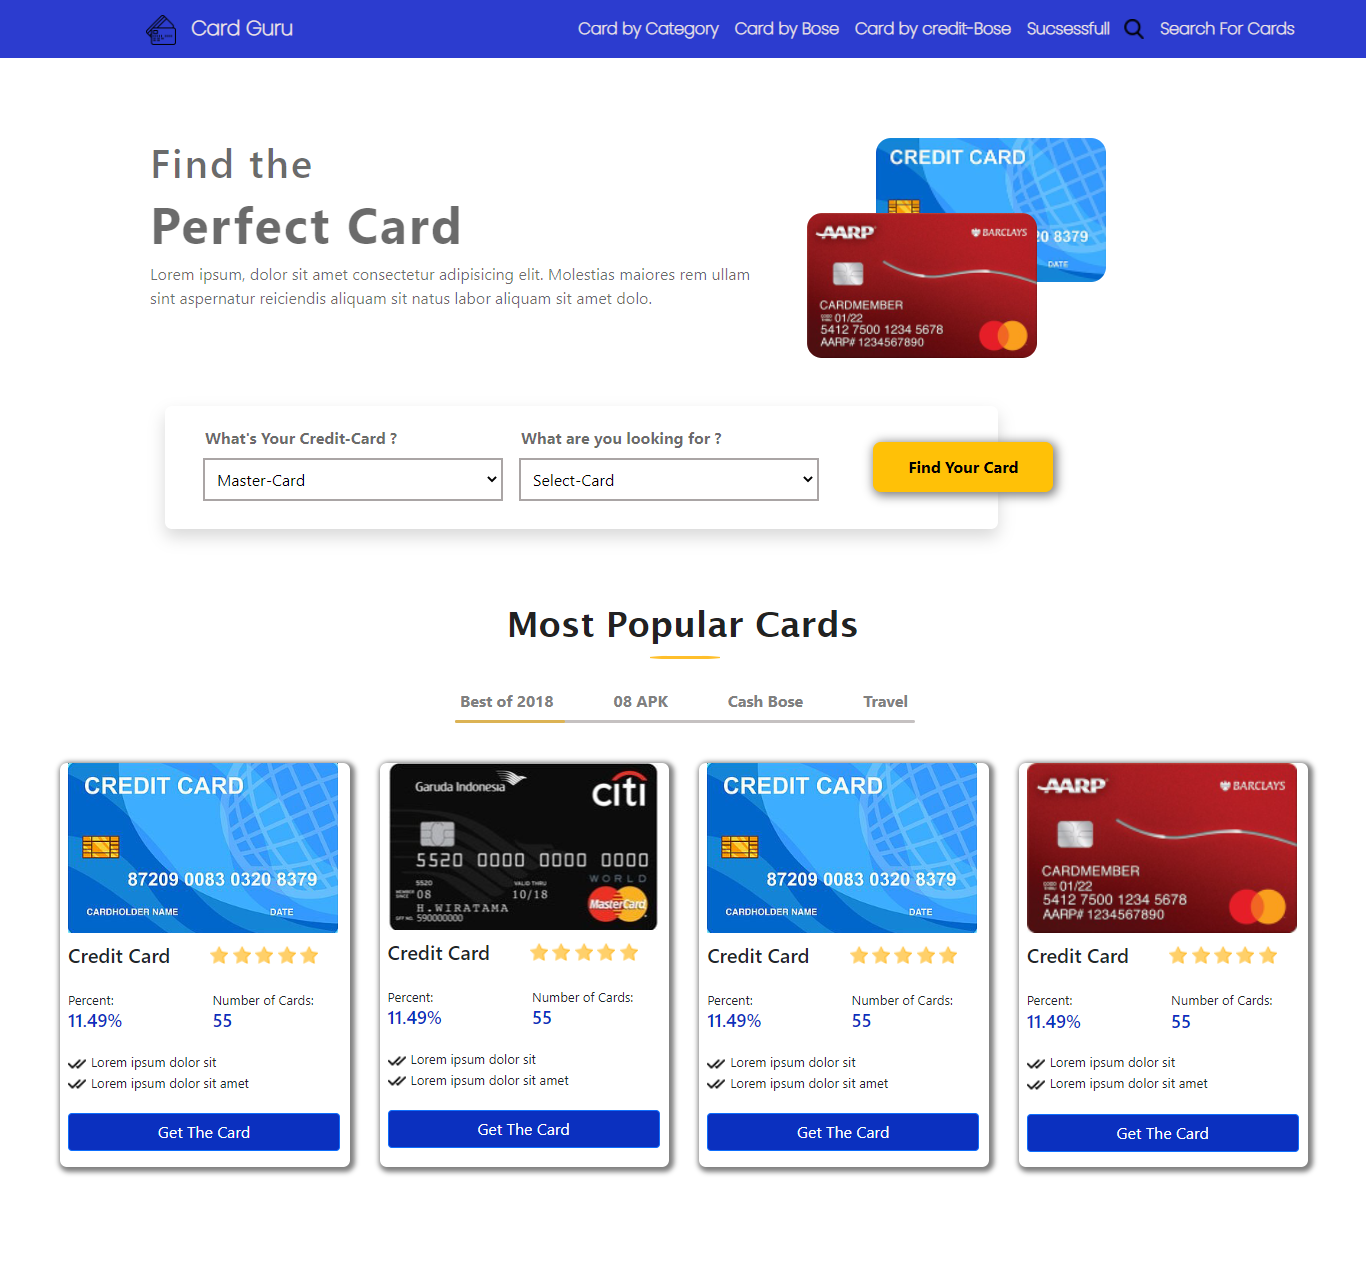 Card Guru
Card by Category Card by Bose Card by credit-Bose Sucsessfull Search For Cards
Find the
Perfect Card
Lorem ipsum, dolor sit amet consectetur adipisicing elit. Molestias maiores rem ullam
sint aspernatur reiciendis aliquam sit natus labor aliquam sit amet dolo.
CREDIT CARD
20 8379
DATE
AARP BARCLAYS
CARDMEMBER
01/22
5412 7500 1234 5678
AARP# 1234567890
What's Your Credit-Card ? What are you looking for ?
Master-Card Select-Card
Find Your Card
Most Popular Cards
Best of 2018 08 APK Cash Bose Travel
CREDIT CARD
87209 0083 0320 8379
CARDHOLDER NAME DATE
Credit Card
Percent: Number of Cards:
11.49% 55
Lorem ipsum dolor sit
Lorem ipsum dolor sit amet
Get The Card
Garuda Indonesia citi
5520 0000 0000 0000
5520 VALID THRU WORLD
MEMBER SINCE 08 10/18
H.WIRATAMA MasterCard
GFF NO. 590000000
Credit Card
Percent: Number of Cards:
11.49% 55
Lorem ipsum dolor sit
Lorem ipsum dolor sit amet
Get The Card
CREDIT CARD
87209 0083 0320 8379
CARDHOLDER NAME DATE
Credit Card
Percent: Number of Cards:
11.49% 55
Lorem ipsum dolor sit
Lorem ipsum dolor sit amet
Get The Card
AARP BARCLAYS
CARDMEMBER
01/22
5412 7500 1234 5678
AARP# 1234567890
Credit Card
Percent: Number of Cards:
11.49% 55
Lorem ipsum dolor sit
Lorem ipsum dolor sit amet
Get The Card